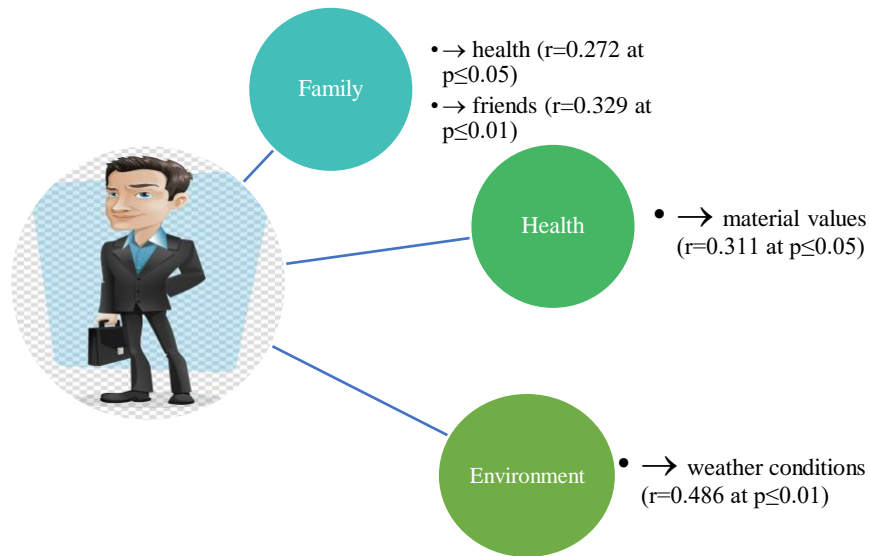 Family
• → health (r=0.272 at
p≤0.05)
• → friends (r=0.329 at
p≤0.01)
Health
• → material values
(r=0.311 at p≤0.05)
Environment
• → weather conditions
(r=0.486 at p≤0.01)